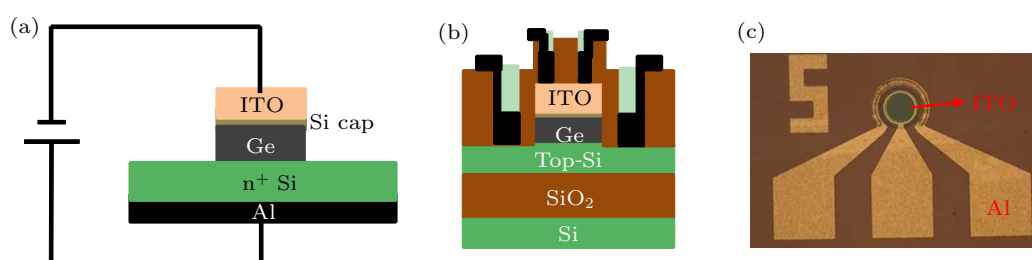 (a)
ITO
Si cap
Ge
n⁺ Si
Al
(b)
ITO
Ge
Top-Si
SiO₂
Si
(c)
5
ITO
Al